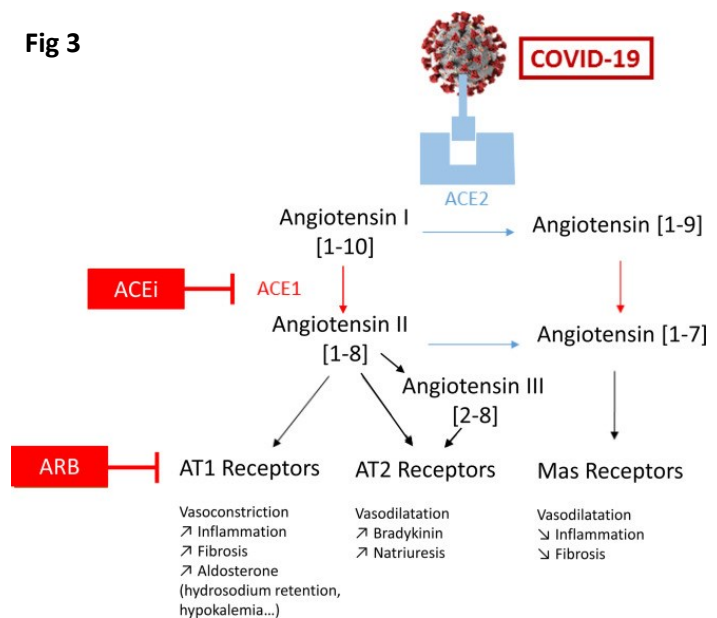 Fig 3
COVID-19
ACE2
Angiotensin I
[1-10]
Angiotensin [1-9]
ACEi
ACE1
Angiotensin II
[1-8]
Angiotensin [1-7]
Angiotensin III
[2-8]
ARB
AT1 Receptors
Vasoconstriction
↗ Inflammation
↗ Fibrosis
↗ Aldosterone
(hydrosodium retention,
hypokalemia...)
AT2 Receptors
Vasodilatation
↗ Bradykinin
↗ Natriuresis
Mas Receptors
Vasodilatation
↘ Inflammation
↘ Fibrosis